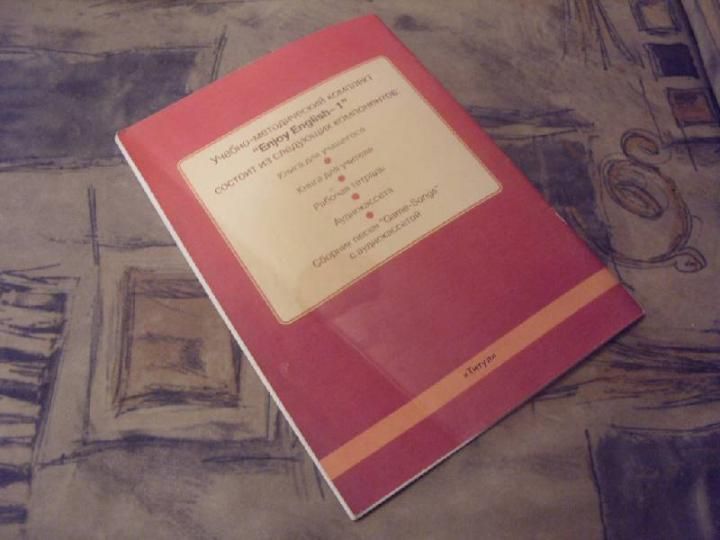 Учебно-методический комплект
"Enjoy English–1"
состоит из следующих компонентов:
Книга для учащегося
Книга для учителя
Рабочая тетрадь
Аудиокассета
Сборник песен "Game-Songs"
с аудиокассетой
«Титул»